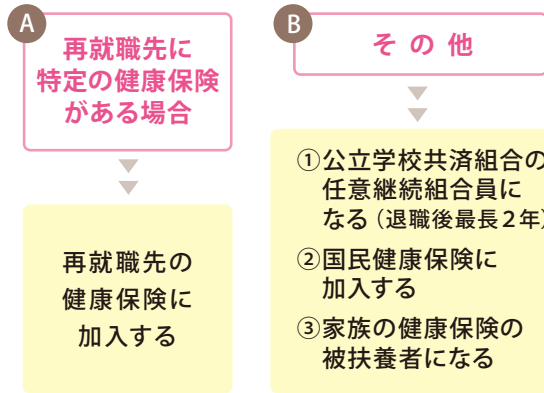 A
再就職先に
特定の健康保険
がある場合
再就職先の
健康保険に
加入する
B
その他
①公立学校共済組合の
任意継続組合員に
なる（退職後最長2年）
②国民健康保険に
加入する
③家族の健康保険の
被扶養者になる